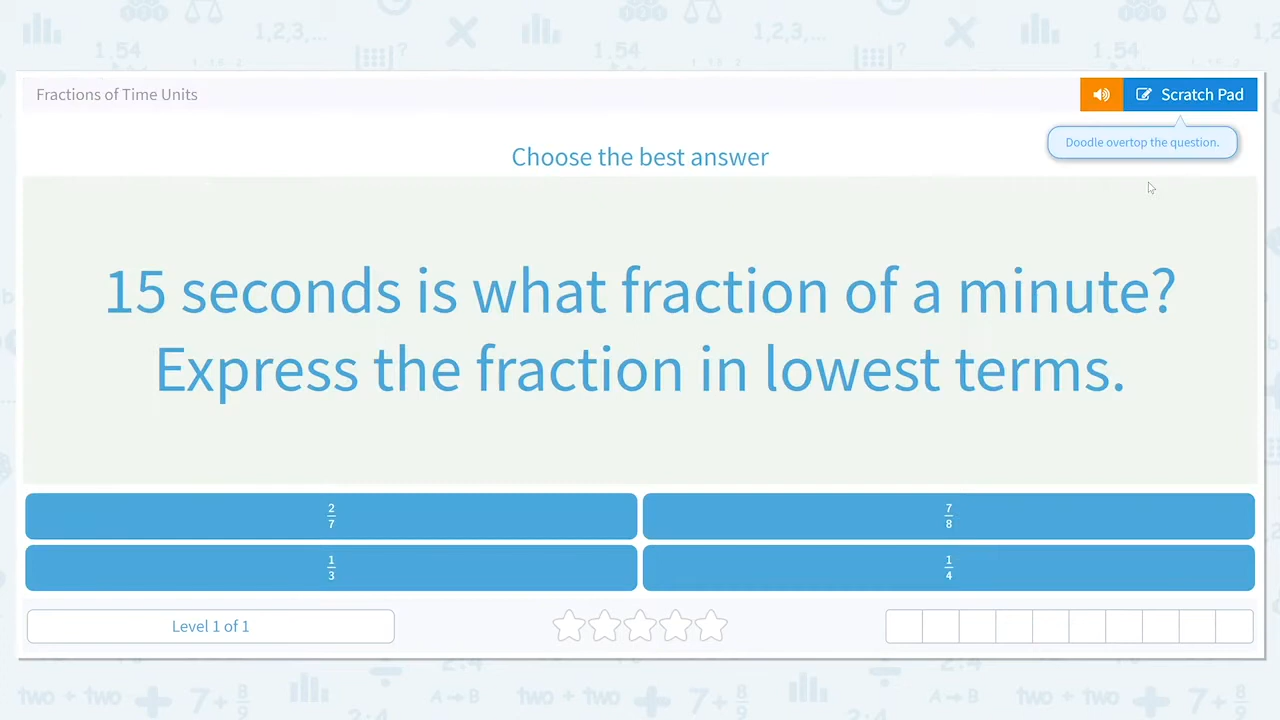 Fractions of Time Units
Scratch Pad
Doodle overtop the question.
Choose the best answer
15 seconds is what fraction of a minute?
Express the fraction in lowest terms.
2/7
7/8
1/3
1/4
Level 1 of 1